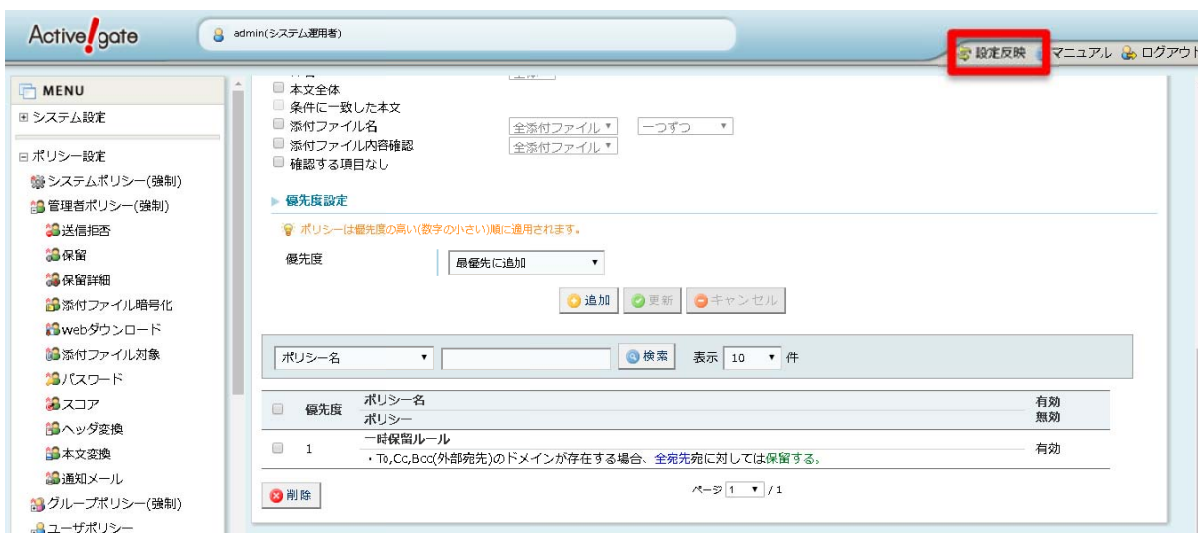 Active! gate
admin(システム運用者)
設定反映
マニュアル
ログアウト
MENU
システム設定
ポリシー設定
システムポリシー(強制)
管理者ポリシー(強制)
送信拒否
保留
保留詳細
添付ファイル暗号化
webダウンロード
添付ファイル対象
パスワード
スコア
ヘッダ変換
本文変換
通知メール
グループポリシー(強制)
ユーザポリシー
本文全体
条件に一致した本文
添付ファイル名 全添付ファイル 一つずつ
添付ファイル内容確認 全添付ファイル
確認する項目なし
優先度設定
ポリシーは優先度の高い(数字の小さい)順に適用されます。
優先度 最優先に追加
追加 更新 キャンセル
ポリシー名 検索 表示 10 件
優先度 ポリシー名 有効
ポリシー 無効
1 一時保留ルール 有効
・To,Cc,Bcc(外部宛先)のドメインが存在する場合、全宛先宛に対しては保留する。
削除 ページ 1 / 1